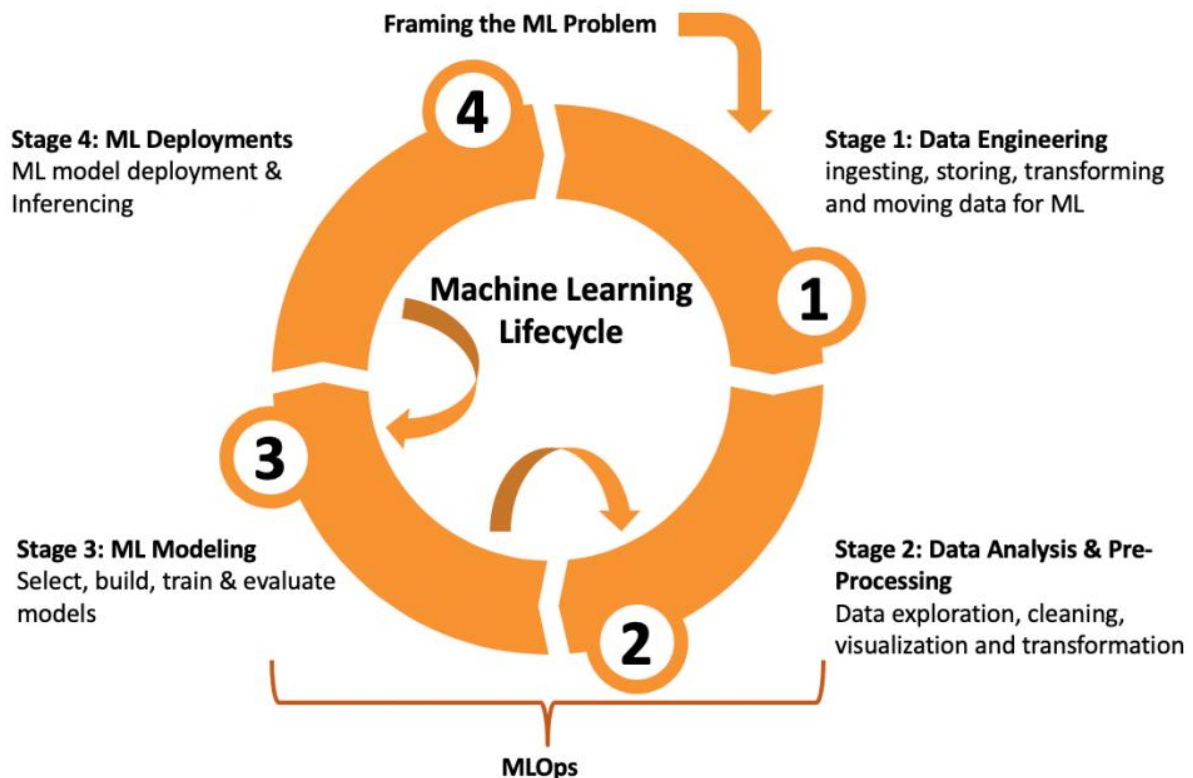 Framing the ML Problem
4
Stage 4: ML Deployments
ML model deployment &
Inferencing
Stage 1: Data Engineering
ingesting, storing, transforming
and moving data for ML
1
Machine Learning
Lifecycle
3
Stage 3: ML Modeling
Select, build, train & evaluate
models
Stage 2: Data Analysis & Pre-
Processing
Data exploration, cleaning,
visualization and transformation
2
MLOps